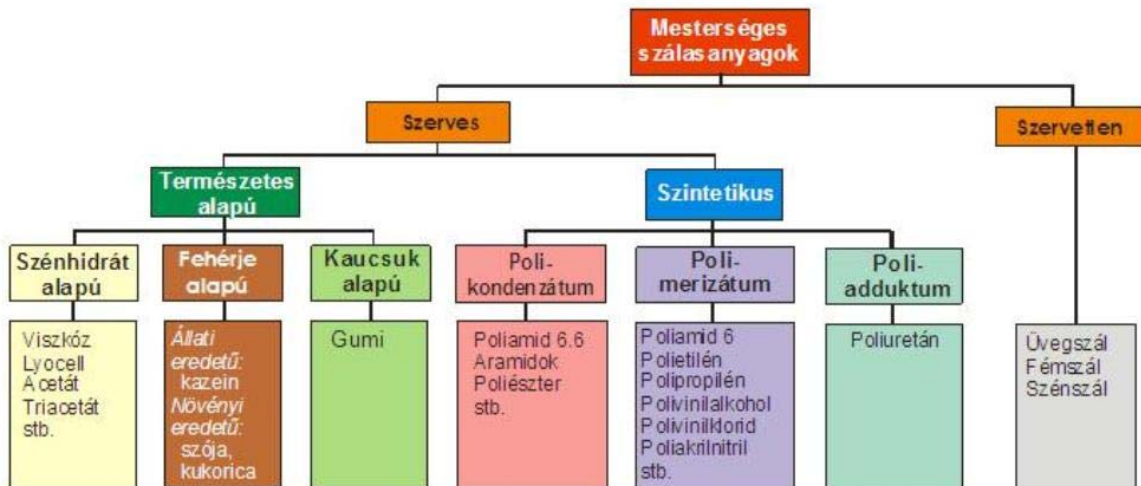 Mesterséges
szálasanyagok
Szerves
Szervetlen
Természetes
alapú
Szintetikus
Szénhidrát
alapú
Fehérje
alapú
Kaucsuk
alapú
Poli-
kondenzátum
Poli-
merizátum
Poli-
adduktum
Viszkóz
Lyocell
Acetát
Triacetát
stb.
Állati
eredetű:
kazein
Növényi
eredetű:
szója,
kukorica
Gumi
Poliamid 6.6
Aramidok
Poliészter
stb.
Poliamid 6
Polietilén
Polipropilén
Polivinilalkohol
Polivinilklorid
Poliakrilnitril
stb.
Poliuretán
Üvegszál
Fémszál
Szénszál